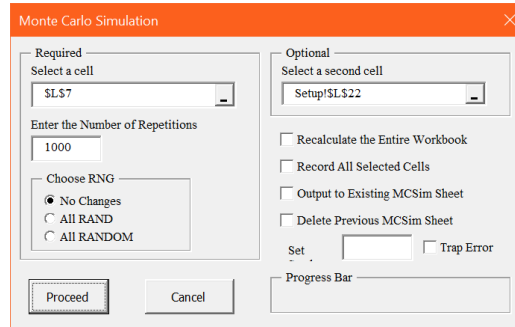 Monte Carlo Simulation
Required
Select a cell
$L$7
Enter the Number of Repetitions
1000
Choose RNG
No Changes
All RAND
All RANDOM
Proceed
Cancel
Optional
Select a second cell
Setup!$L$22
Recalculate the Entire Workbook
Record All Selected Cells
Output to Existing MCSim Sheet
Delete Previous MCSim Sheet
Set
Trap Error
Progress Bar